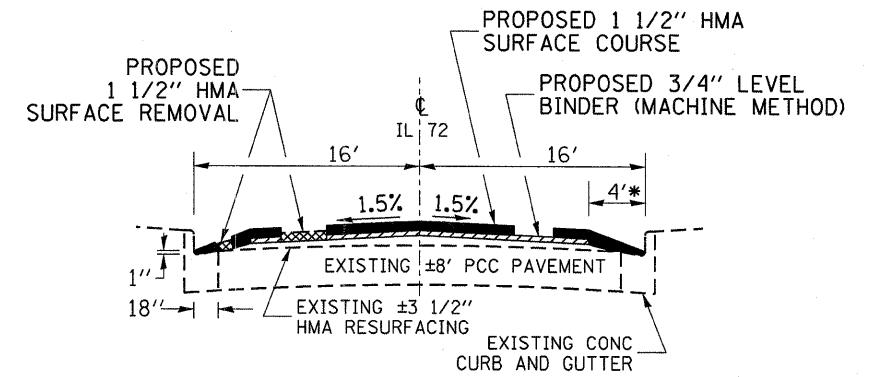 PROPOSED 1 1/2" HMA
SURFACE COURSE
PROPOSED
1 1/2" HMA
SURFACE REMOVAL
PROPOSED 3/4" LEVEL
BINDER (MACHINE METHOD)
℄
IL 72
16'
16'
4'*
1.5%
1.5%
1"
EXISTING ±8' PCC PAVEMENT
18"
EXISTING ±3 1/2"
HMA RESURFACING
EXISTING CONC
CURB AND GUTTER